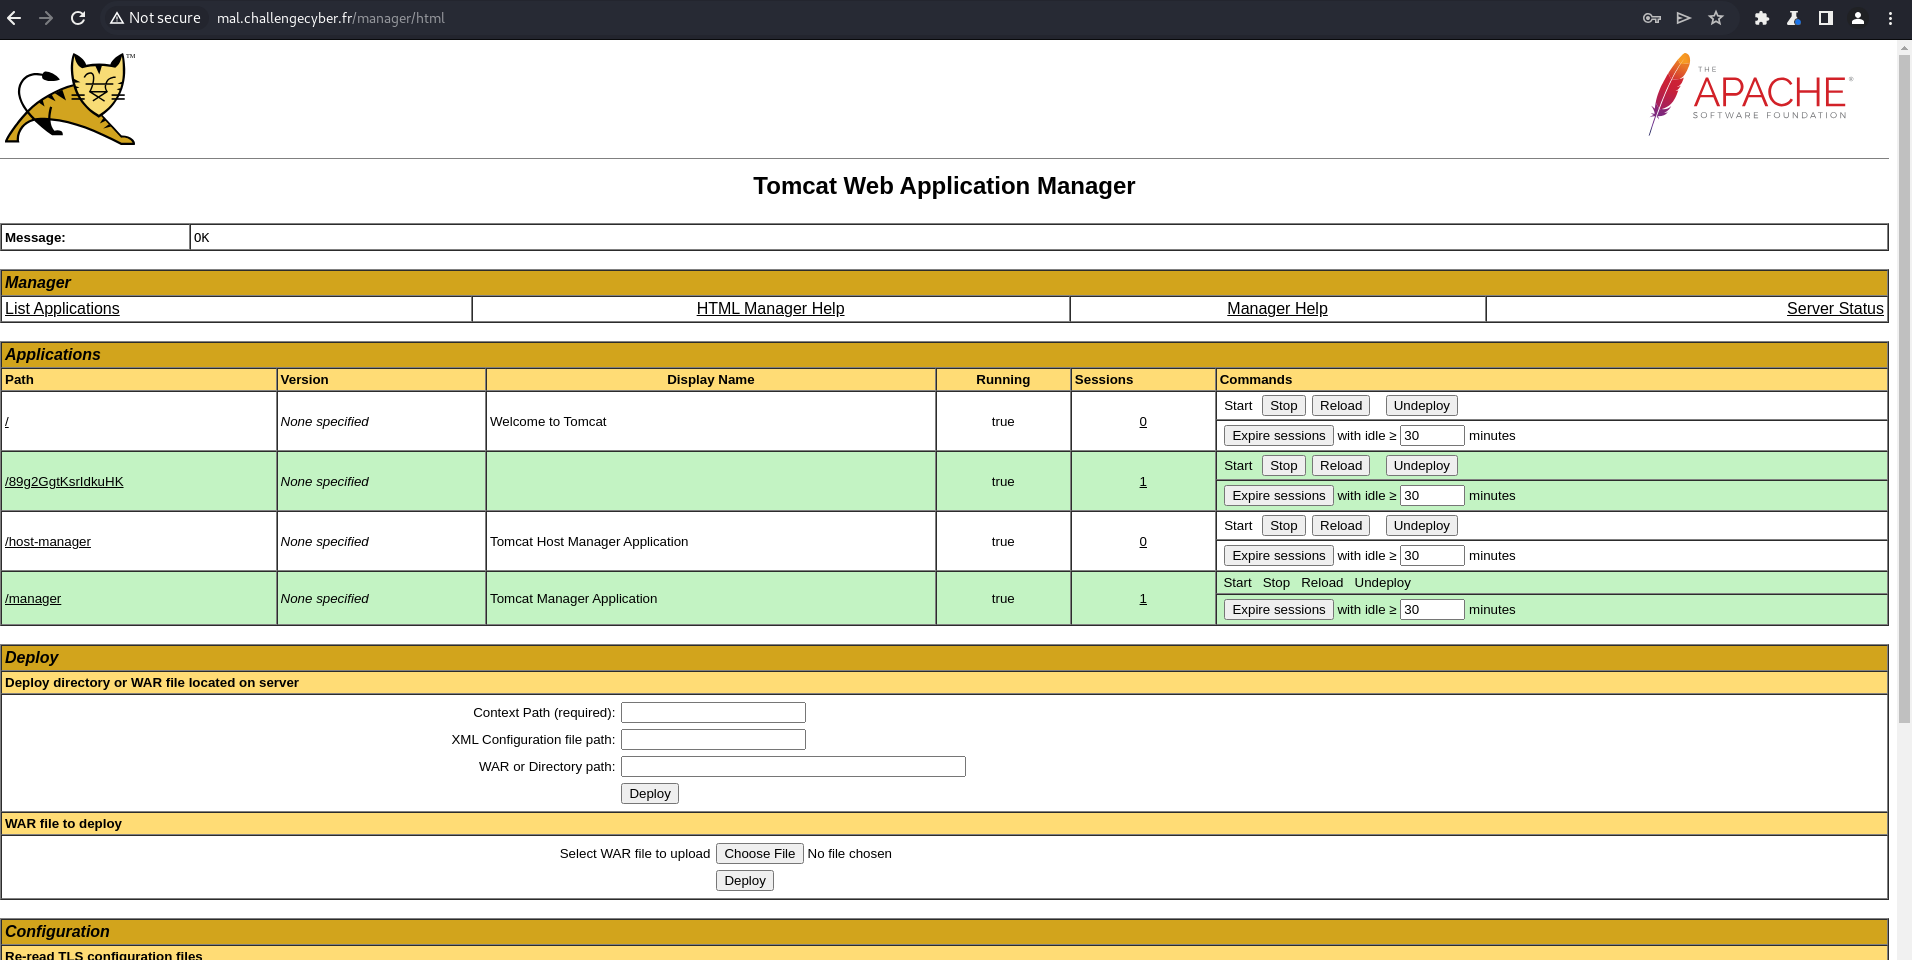 Not secure mal.challengecyber.fr/manager/html
TM
THE
APACHE®
SOFTWARE FOUNDATION
Tomcat Web Application Manager
Message: OK
Manager
List Applications HTML Manager Help Manager Help Server Status
Applications
Path Version Display Name Running Sessions Commands
/ None specified Welcome to Tomcat true 0 Start Stop Reload Undeploy
Expire sessions with idle ≥ 30 minutes
/89g2GgtKsrIdkuHK None specified true 1 Start Stop Reload Undeploy
Expire sessions with idle ≥ 30 minutes
/host-manager None specified Tomcat Host Manager Application true 0 Start Stop Reload Undeploy
Expire sessions with idle ≥ 30 minutes
/manager None specified Tomcat Manager Application true 1 Start Stop Reload Undeploy
Expire sessions with idle ≥ 30 minutes
Deploy
Deploy directory or WAR file located on server
Context Path (required):
XML Configuration file path:
WAR or Directory path:
Deploy
WAR file to deploy
Select WAR file to upload Choose File No file chosen
Deploy
Configuration
Re-read TLS configuration files